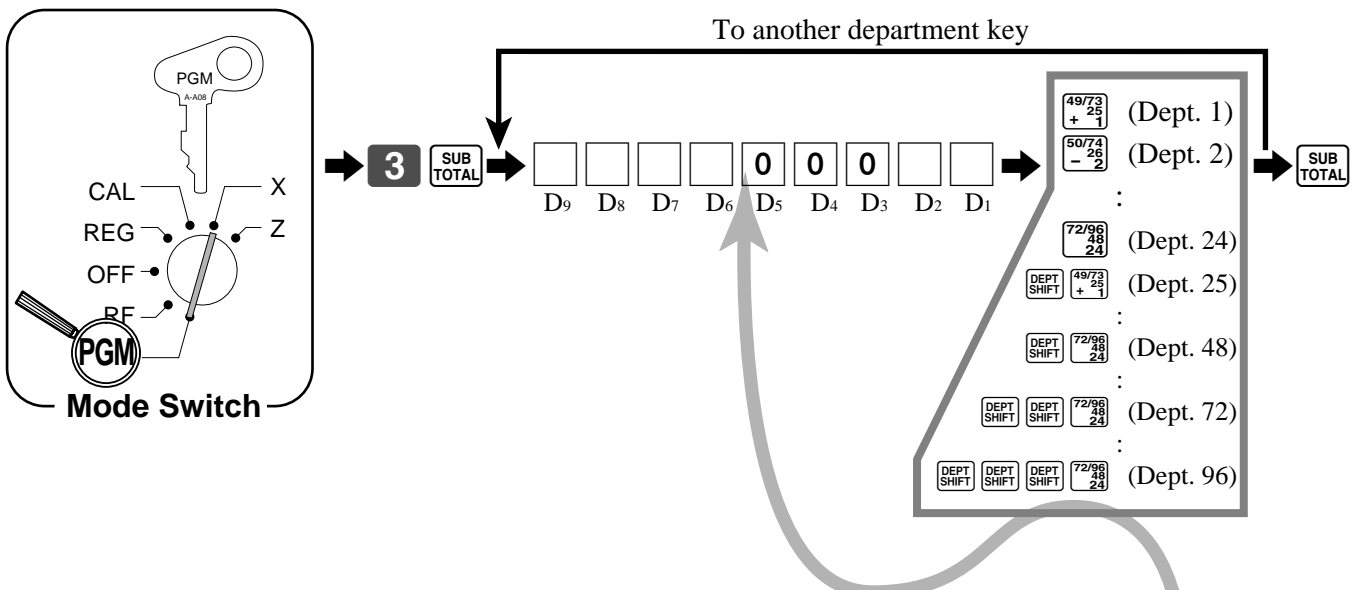 To another department key
PGM
A-A08
CAL
X
REG
Z
OFF
RF
PGM
Mode Switch
3
SUB TOTAL
0 0 0
D9 D8 D7 D6 D5 D4 D3 D2 D1
49/73 25 + 1 (Dept. 1)
50/74 26 − 2 (Dept. 2)
:
72/96 48 24 (Dept. 24)
DEPT SHIFT 49/73 25 + 1 (Dept. 25)
:
DEPT SHIFT 72/96 48 24 (Dept. 48)
:
DEPT SHIFT DEPT SHIFT 72/96 48 24 (Dept. 72)
:
DEPT SHIFT DEPT SHIFT DEPT SHIFT 72/96 48 24 (Dept. 96)
SUB TOTAL